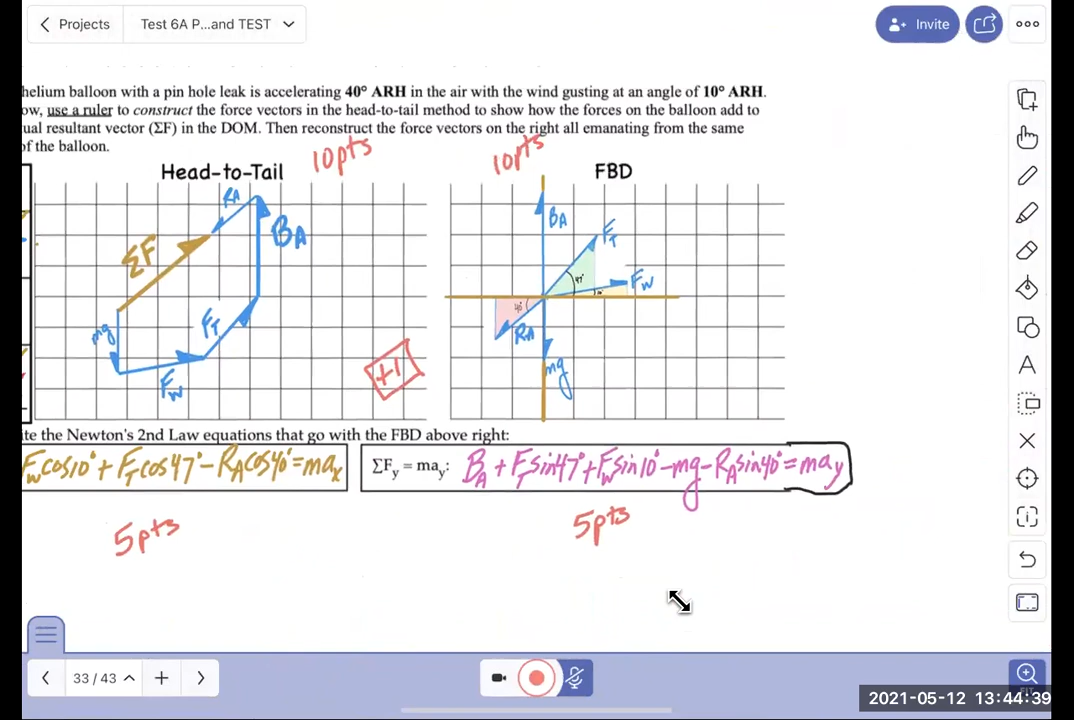 Projects
Test 6A P...and TEST
Invite
helium balloon with a pin hole leak is accelerating 40° ARH in the air with the wind gusting at an angle of 10° ARH.
ow, use a ruler to construct the force vectors in the head-to-tail method to show how the forces on the balloon add to
ual resultant vector (ΣF) in the DOM. Then reconstruct the force vectors on the right all emanating from the same
of the balloon.
Head-to-Tail
10pts
10pts
FBD
RA
BA
ΣF
mg
FT
FW
BA
FT
47°
FW
40°
RA
mg
+1
A
ite the Newton's 2nd Law equations that go with the FBD above right:
Fwcos10° + FTcos47° - RAcos40° = max
ΣFy = may: BA + FTsin47° + Fwsin10° - mg - RAsin40° = may
5pts
5pts
33 / 43
FIT
2021-05-12 13:44:39